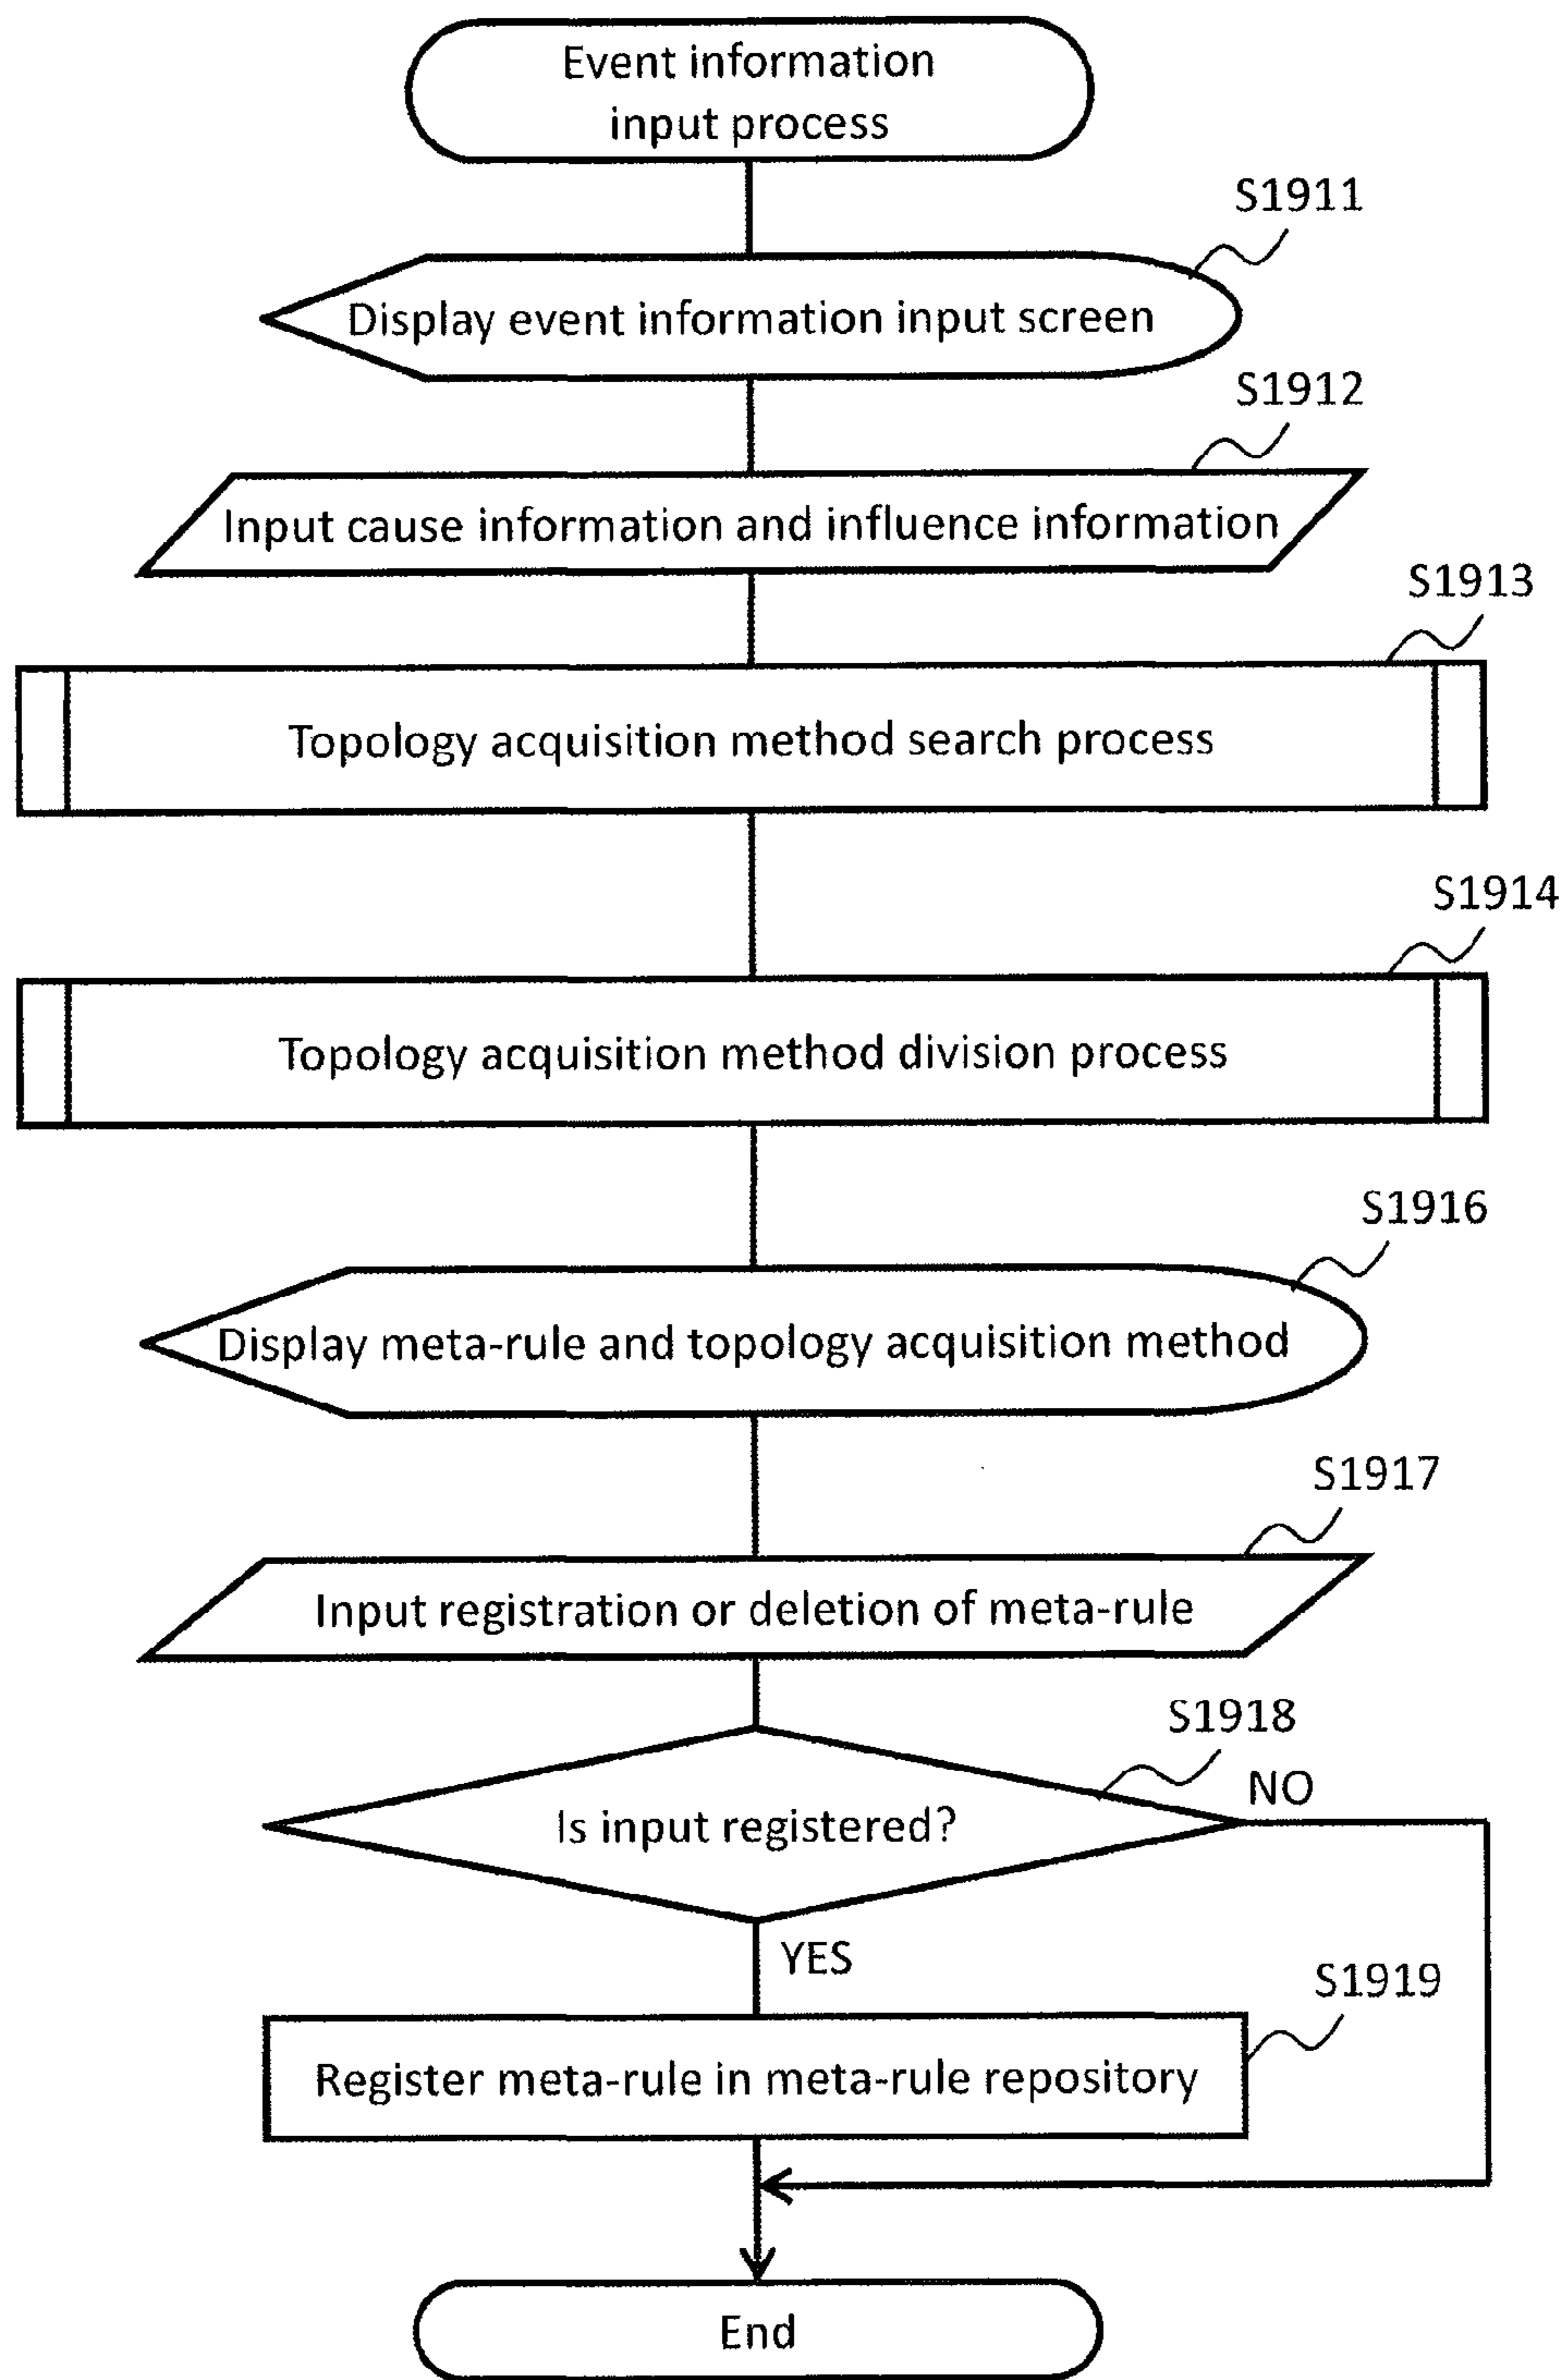 Event information
input process
S1911
Display event information input screen
S1912
Input cause information and influence information
S1913
Topology acquisition method search process
S1914
Topology acquisition method division process
S1916
Display meta-rule and topology acquisition method
S1917
Input registration or deletion of meta-rule
S1918
NO
Is input registered?
YES
S1919
Register meta-rule in meta-rule repository
End